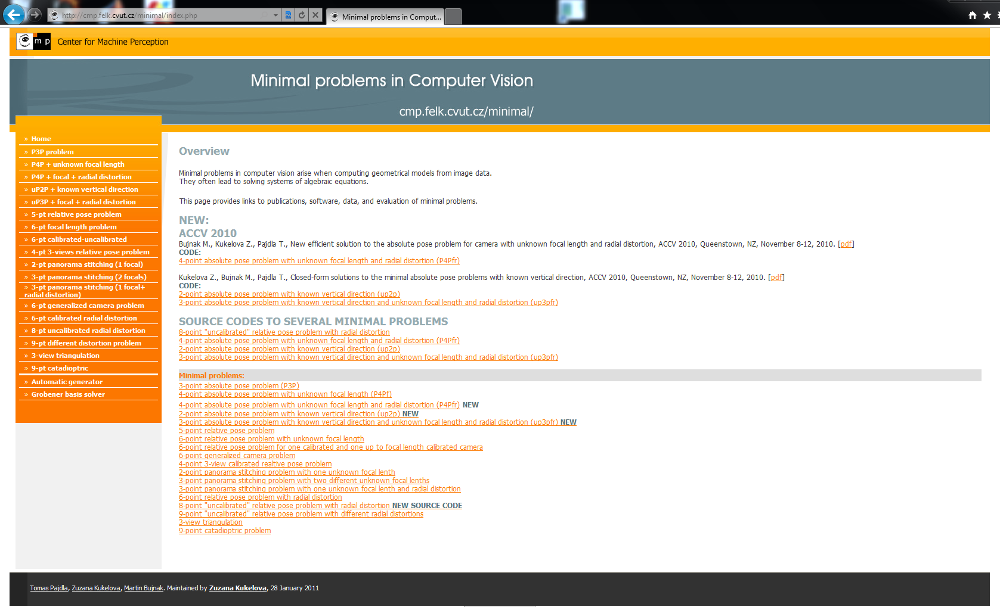 http://cmp.felk.cvut.cz/minimal/index.php
Minimal problems in Comput...
m p Center for Machine Perception
Minimal problems in Computer Vision
cmp.felk.cvut.cz/minimal/
» Home
» P3P problem
» P4P + unknown focal length
» P4P + focal + radial distortion
» uP2P + known vertical direction
» uP3P + focal + radial distortion
» 5-pt relative pose problem
» 6-pt focal length problem
» 6-pt calibrated-uncalibrated
» 4-pt 3-views relative pose problem
» 2-pt panorama stitching (1 focal)
» 3-pt panorama stitching (2 focals)
» 3-pt panorama stitching (1 focal+
radial distortion)
» 6-pt generalized camera problem
» 6-pt calibrated radial distortion
» 8-pt uncalibrated radial distortion
» 9-pt different distortion problem
» 3-view triangulation
» 9-pt catadioptric
» Automatic generator
» Grobener basis solver
Overview
Minimal problems in computer vision arise when computing geometrical models from image data.
They often lead to solving systems of algebraic equations.
This page provides links to publications, software, data, and evaluation of minimal problems.
NEW:
ACCV 2010
Bujnak M., Kukelova Z., Pajdla T., New efficient solution to the absolute pose problem for camera with unknown focal length and radial distortion, ACCV 2010, Queenstown, NZ, November 8-12, 2010. [pdf]
CODE:
4-point absolute pose problem with unknown focal length and radial distortion (P4Pfr)
Kukelova Z., Bujnak M., Pajdla T., Closed-form solutions to the minimal absolute pose problems with known vertical direction, ACCV 2010, Queenstown, NZ, November 8-12, 2010. [pdf]
CODE:
2-point absolute pose problem with known vertical direction (up2p)
3-point absolute pose problem with known vertical direction and unknown focal length and radial distortion (up3pfr)
SOURCE CODES TO SEVERAL MINIMAL PROBLEMS
8-point "uncalibrated" relative pose problem with radial distortion
4-point absolute pose problem with unknown focal length and radial distortion (P4Pfr)
2-point absolute pose problem with known vertical direction (up2p)
3-point absolute pose problem with known vertical direction and unknown focal length and radial distortion (up3pfr)
Minimal problems:
3-point absolute pose problem (P3P)
4-point absolute pose problem with unknown focal length (P4Pf)
4-point absolute pose problem with unknown focal length and radial distortion (P4Pfr) NEW
2-point absolute pose problem with known vertical direction (up2p) NEW
3-point absolute pose problem with known vertical direction and unknown focal length and radial distortion (up3pfr) NEW
5-point relative pose problem
6-point relative pose problem with unknown focal length
6-point relative pose problem for one calibrated and one up to focal length calibrated camera
6-point generalized camera problem
4-point 3-view calibrated realtive pose problem
2-point panorama stitching problem with one unknown focal lenth
3-point panorama stitching problem with two different unknown focal lenths
3-point panorama stitching problem with one unknown focal lenth and radial distortion
6-point relative pose problem with radial distortion
8-point "uncalibrated" relative pose problem with radial distortion NEW SOURCE CODE
9-point "uncalibrated" relative pose problem with different radial distortions
3-view triangulation
9-point catadioptric problem
Tomas Pajdla, Zuzana Kukelova, Martin Bujnak. Maintained by Zuzana Kukelova, 28 January 2011